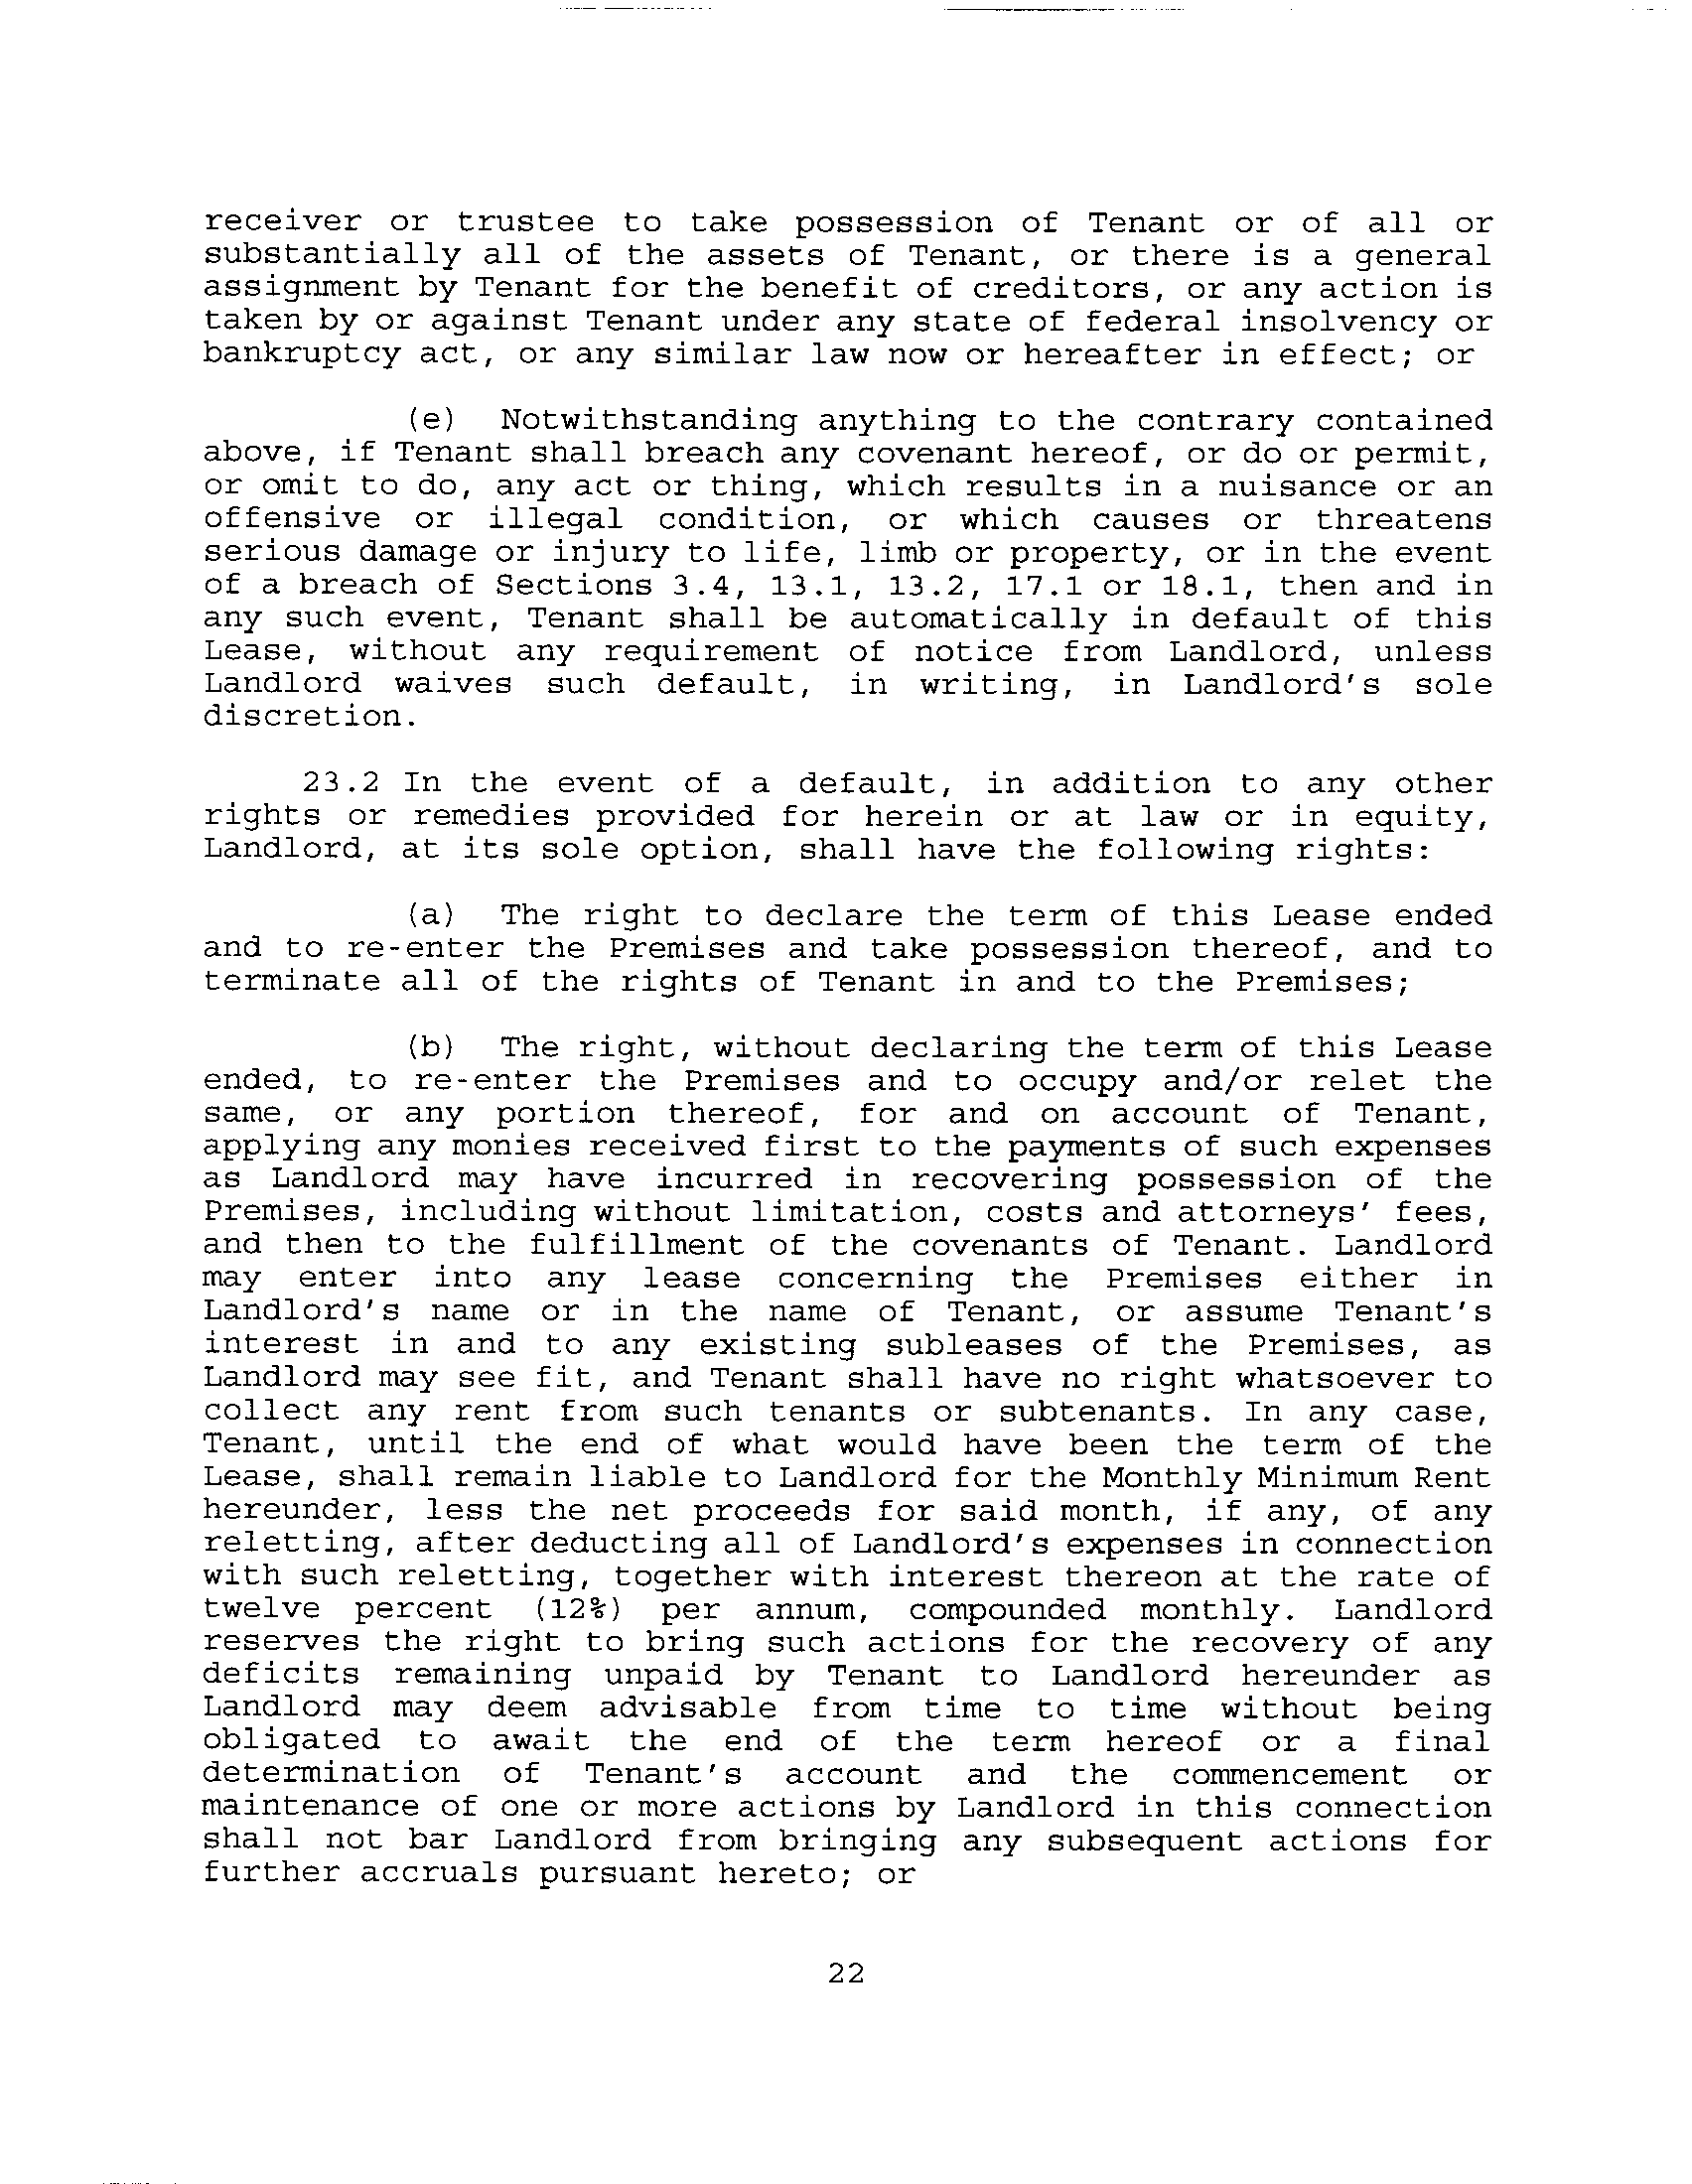 receiver or trustee to take possession of Tenant or of all or
substantially all of the assets of Tenant, or there is a general
assignment by Tenant for the benefit of creditors, or any action is
taken by or against Tenant under any state of federal insolvency or
bankruptcy act, or any similar law now or hereafter in effect; or
(e) Notwithstanding anything to the contrary contained
above, if Tenant shall breach any covenant hereof, or do or permit,
or omit to do, any act or thing, which results in a nuisance or an
offensive or illegal condition, or which causes or threatens
serious damage or injury to life, limb or property, or in the event
of a breach of Sections 3.4, 13.1, 13.2, 17.1 or 18.1, then and in
any such event, Tenant shall be automatically in default of this
Lease, without any requirement of notice from Landlord, unless
Landlord waives such default, in writing, in Landlord's sole
discretion.
23.2 In the event of a default, in addition to any other
rights or remedies provided for herein or at law or in equity,
Landlord, at its sole option, shall have the following rights:
(a) The right to declare the term of this Lease ended
and to re-enter the Premises and take possession thereof, and to
terminate all of the rights of Tenant in and to the Premises;
(b) The right, without declaring the term of this Lease
ended, to re-enter the Premises and to occupy and/or relet the
same, or any portion thereof, for and on account of Tenant,
applying any monies received first to the payments of such expenses
as Landlord may have incurred in recovering possession of the
Premises, including without limitation, costs and attorneys' fees,
and then to the fulfillment of the covenants of Tenant. Landlord
may enter into any lease concerning the Premises either in
Landlord's name or in the name of Tenant, or assume Tenant's
interest in and to any existing subleases of the Premises, as
Landlord may see fit, and Tenant shall have no right whatsoever to
collect any rent from such tenants or subtenants. In any case,
Tenant, until the end of what would have been the term of the
Lease, shall remain liable to Landlord for the Monthly Minimum Rent
hereunder, less the net proceeds for said month, if any, of any
reletting, after deducting all of Landlord's expenses in connection
with such reletting, together with interest thereon at the rate of
twelve percent (12%) per annum, compounded monthly. Landlord
reserves the right to bring such actions for the recovery of any
deficits remaining unpaid by Tenant to Landlord hereunder as
Landlord may deem advisable from time to time without being
obligated to await the end of the term hereof or a final
determination of Tenant's account and the commencement or
maintenance of one or more actions by Landlord in this connection
shall not bar Landlord from bringing any subsequent actions for
further accruals pursuant hereto; or
22